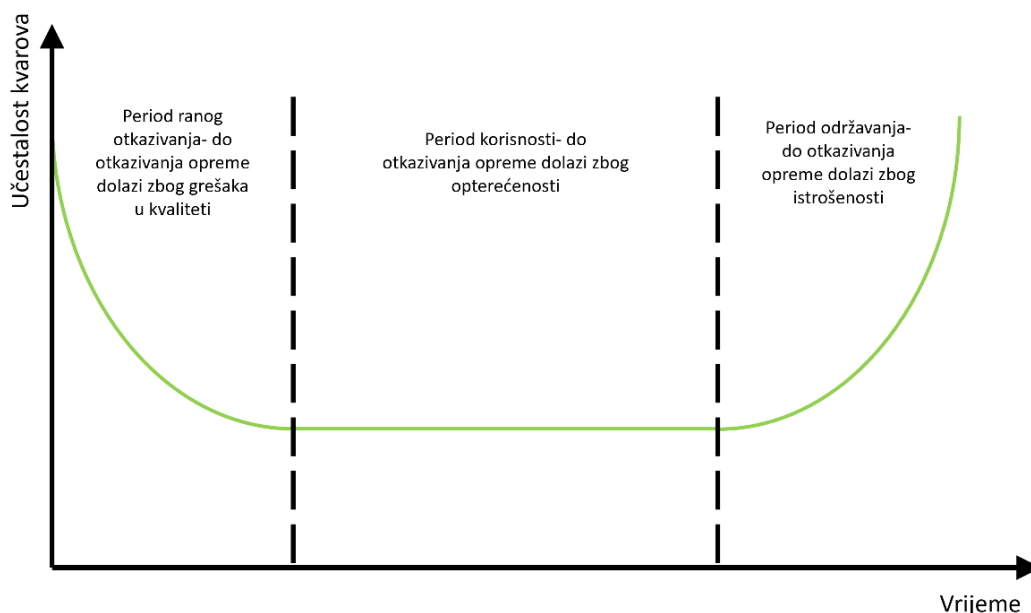 Učestalost kvarova
Period ranog
otkazivanja- do
otkazivanja opreme
dolazi zbog grešaka
u kvaliteti
Period korisnosti- do
otkazivanja opreme dolazi zbog
opterećenosti
Period održavanja-
do otkazivanja
opreme dolazi zbog
istrošenosti
Vrijeme